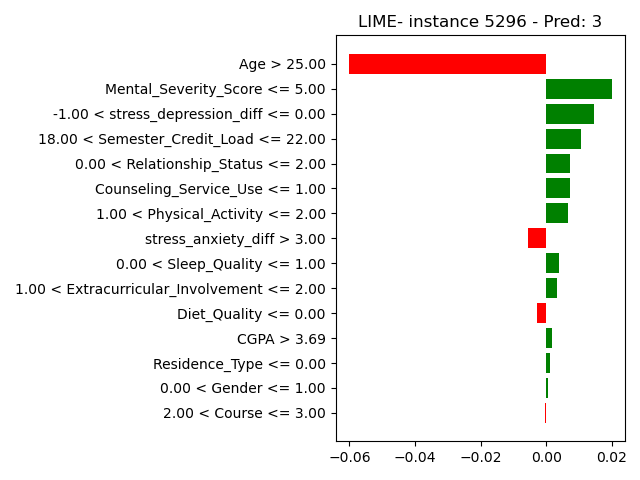 LIME- instance 5296 - Pred: 3
Age > 25.00
Mental_Severity_Score <= 5.00
-1.00 < stress_depression_diff <= 0.00
18.00 < Semester_Credit_Load <= 22.00
0.00 < Relationship_Status <= 2.00
Counseling_Service_Use <= 1.00
1.00 < Physical_Activity <= 2.00
stress_anxiety_diff > 3.00
0.00 < Sleep_Quality <= 1.00
1.00 < Extracurricular_Involvement <= 2.00
Diet_Quality <= 0.00
CGPA > 3.69
Residence_Type <= 0.00
0.00 < Gender <= 1.00
2.00 < Course <= 3.00
−0.06 −0.04 −0.02 0.00 0.02